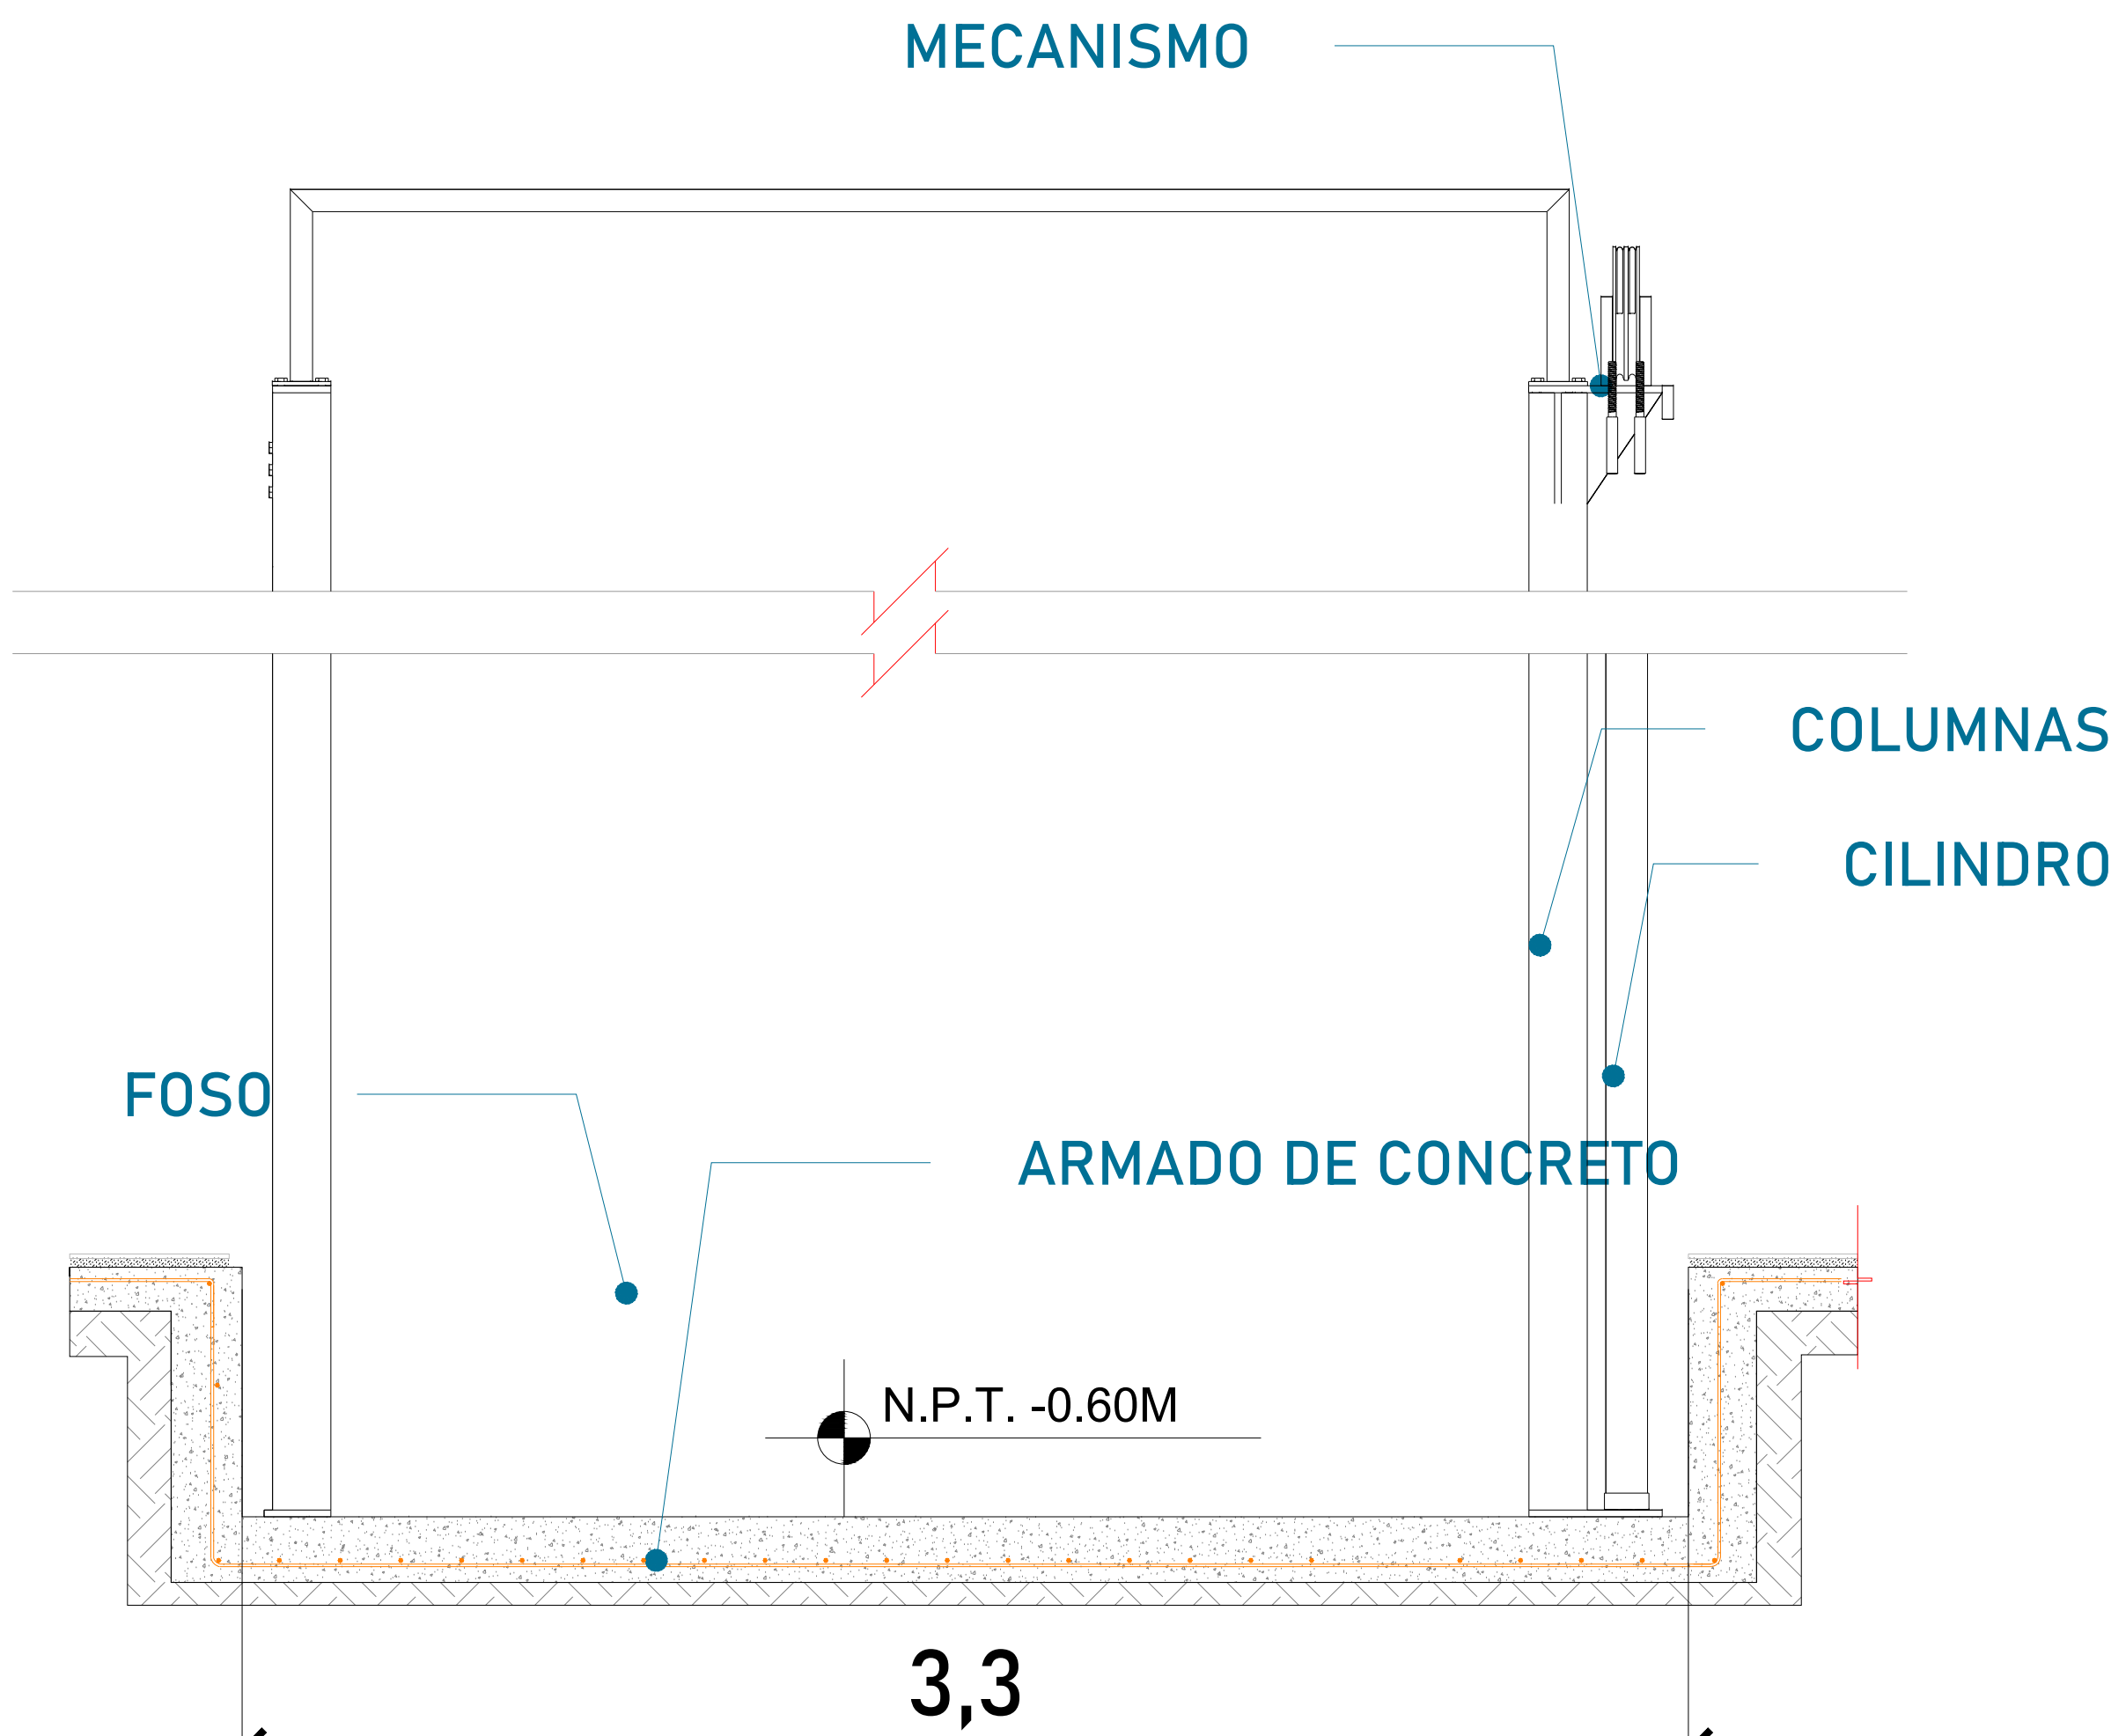 MECANISMO
COLUMNAS
CILINDRO
FOSO
ARMADO DE CONCRETO
N.P.T. -0.60M
3,3